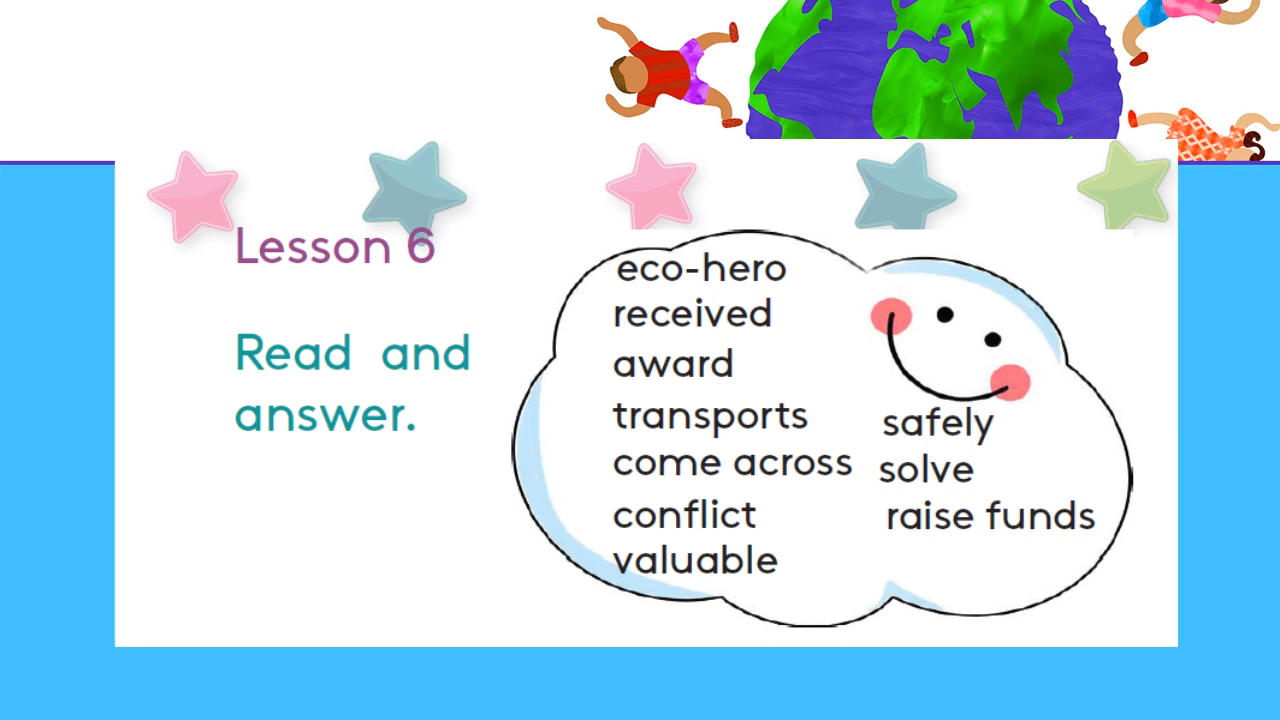 Lesson 6
Read and
answer.
eco-hero
received
award
transports
come across
conflict
valuable
safely
solve
raise funds